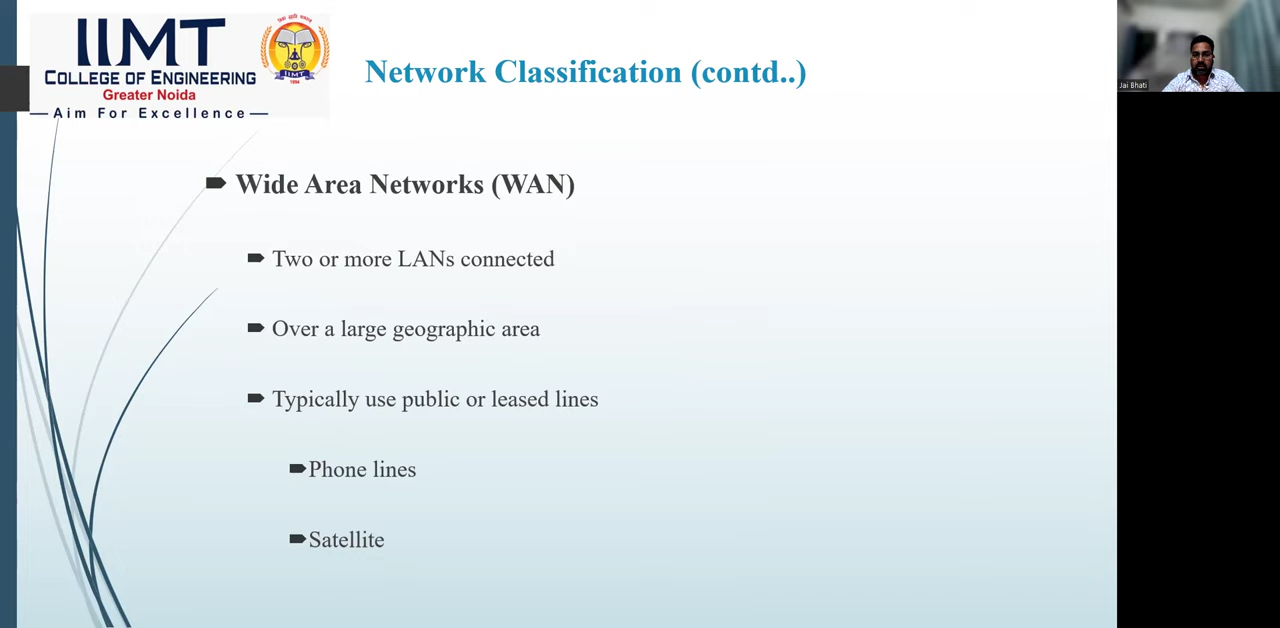 IIMT
COLLEGE OF ENGINEERING
Greater Noida
Aim For Excellence
IIMT
Network Classification (contd..)
Wide Area Networks (WAN)
Two or more LANs connected
Over a large geographic area
Typically use public or leased lines
Phone lines
Satellite
Jai Bhati